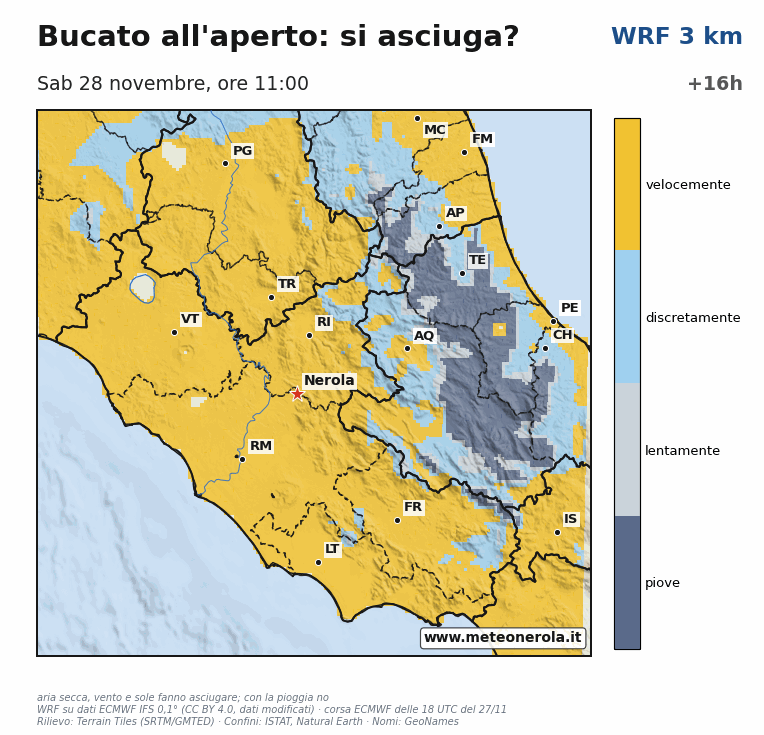 Bucato all'aperto: si asciuga?
WRF 3 km
Sab 28 novembre, ore 11:00
+16h
MC
FM
PG
AP
TE
TR
PE
VT
RI
AQ
CH
Nerola
RM
FR
IS
LT
www.meteonerola.it
velocemente
discretamente
lentamente
piove
aria secca, vento e sole fanno asciugare; con la pioggia no
WRF su dati ECMWF IFS 0,1° (CC BY 4.0, dati modificati) · corsa ECMWF delle 18 UTC del 27/11
Rilievo: Terrain Tiles (SRTM/GMTED) · Confini: ISTAT, Natural Earth · Nomi: GeoNames